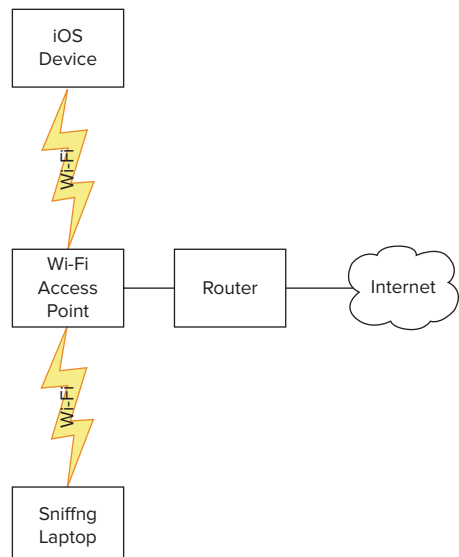 iOS
Device
Wi-Fi
Wi-Fi
Access
Point
Router
Internet
Wi-Fi
Sniffng
Laptop